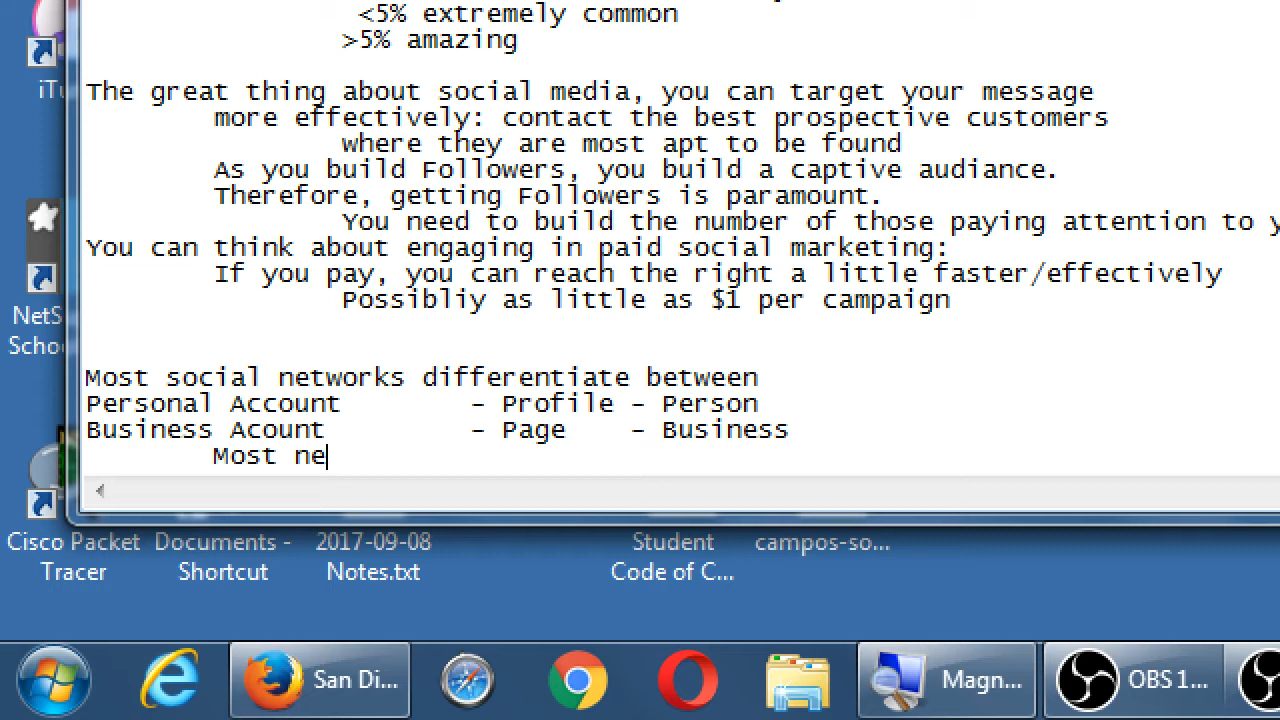 <5% extremely common
>5% amazing
The great thing about social media, you can target your message
more effectively: contact the best prospective customers
where they are most apt to be found
As you build Followers, you build a captive audiance.
Therefore, getting Followers is paramount.
You need to build the number of those paying attention to
You can think about engaging in paid social marketing:
If you pay, you can reach the right a little faster/effectively
Possibliy as little as $1 per campaign
Most social networks differentiate between
Personal Account - Profile - Person
Business Acount - Page - Business
Most ne
iTu
NetS
Schoo
Cisco Packet
Tracer
Documents -
Shortcut
2017-09-08
Notes.txt
Student
Code of C...
campos-so...
San Di...
Magn...
OBS 1...